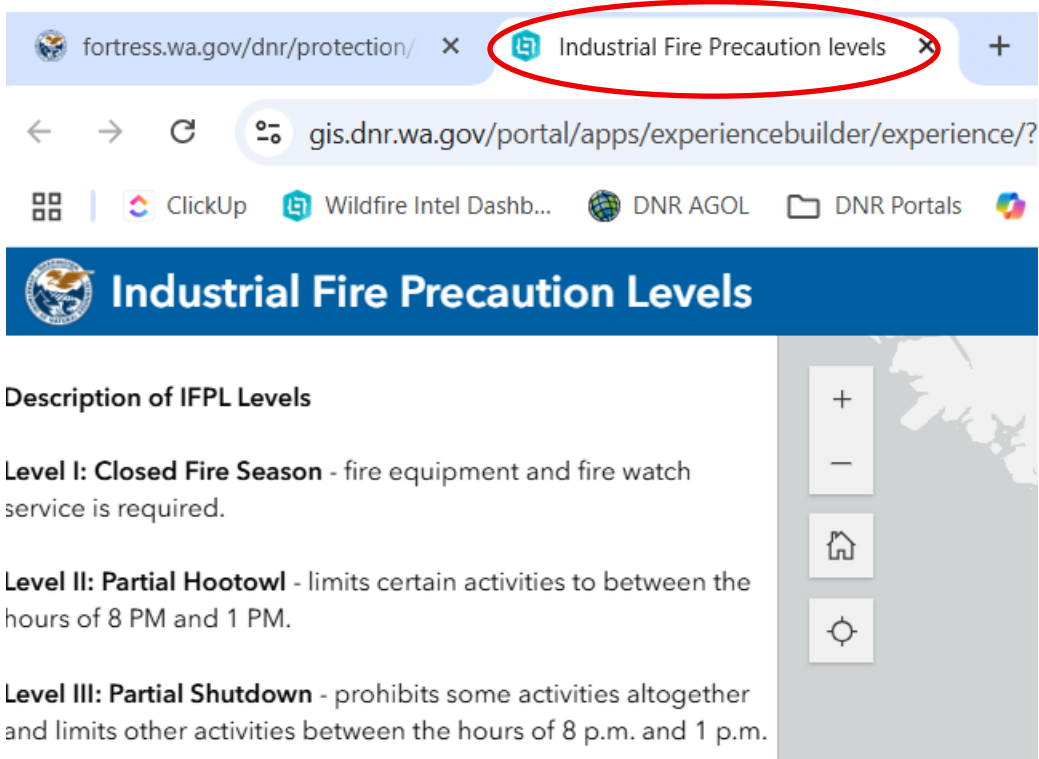 fortress.wa.gov/dnr/protection/
Industrial Fire Precaution levels
gis.dnr.wa.gov/portal/apps/experiencebuilder/experience/?
ClickUp
Wildfire Intel Dashb...
DNR AGOL
DNR Portals
Industrial Fire Precaution Levels
Description of IFPL Levels
Level I: Closed Fire Season - fire equipment and fire watch
service is required.
Level II: Partial Hootowl - limits certain activities to between the
hours of 8 PM and 1 PM.
Level III: Partial Shutdown - prohibits some activities altogether
and limits other activities between the hours of 8 p.m. and 1 p.m.